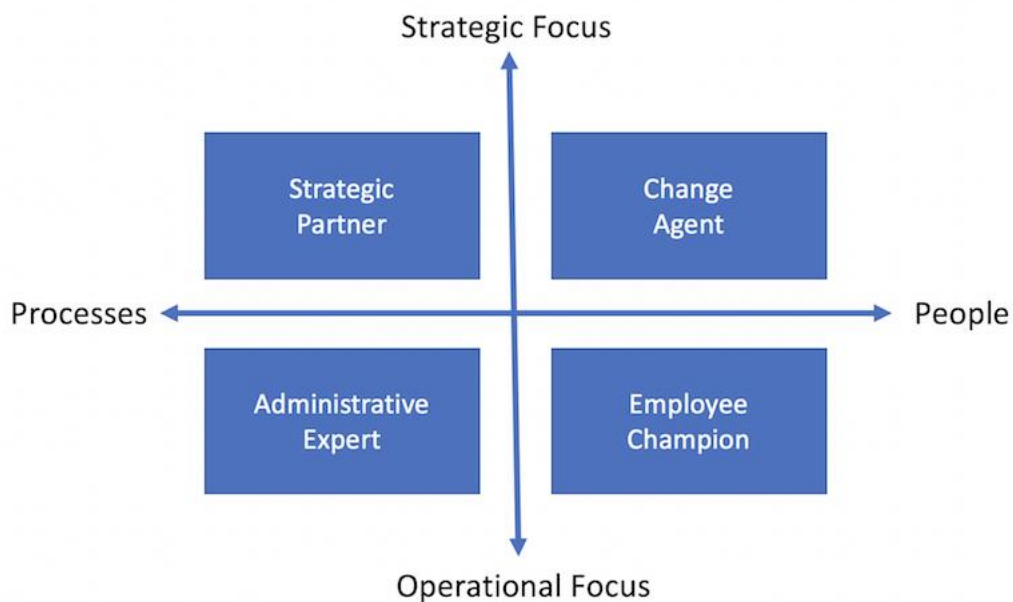 Strategic Focus
Strategic
Partner
Change
Agent
Processes
People
Administrative
Expert
Employee
Champion
Operational Focus